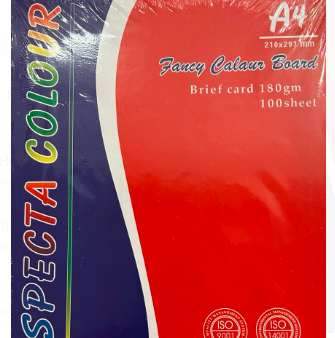 SPECTA COLOUR
A4
210x297 mm
Fancy Calaur Board
Brief card 180gm
100sheet
ISO
9001
ISO
14001